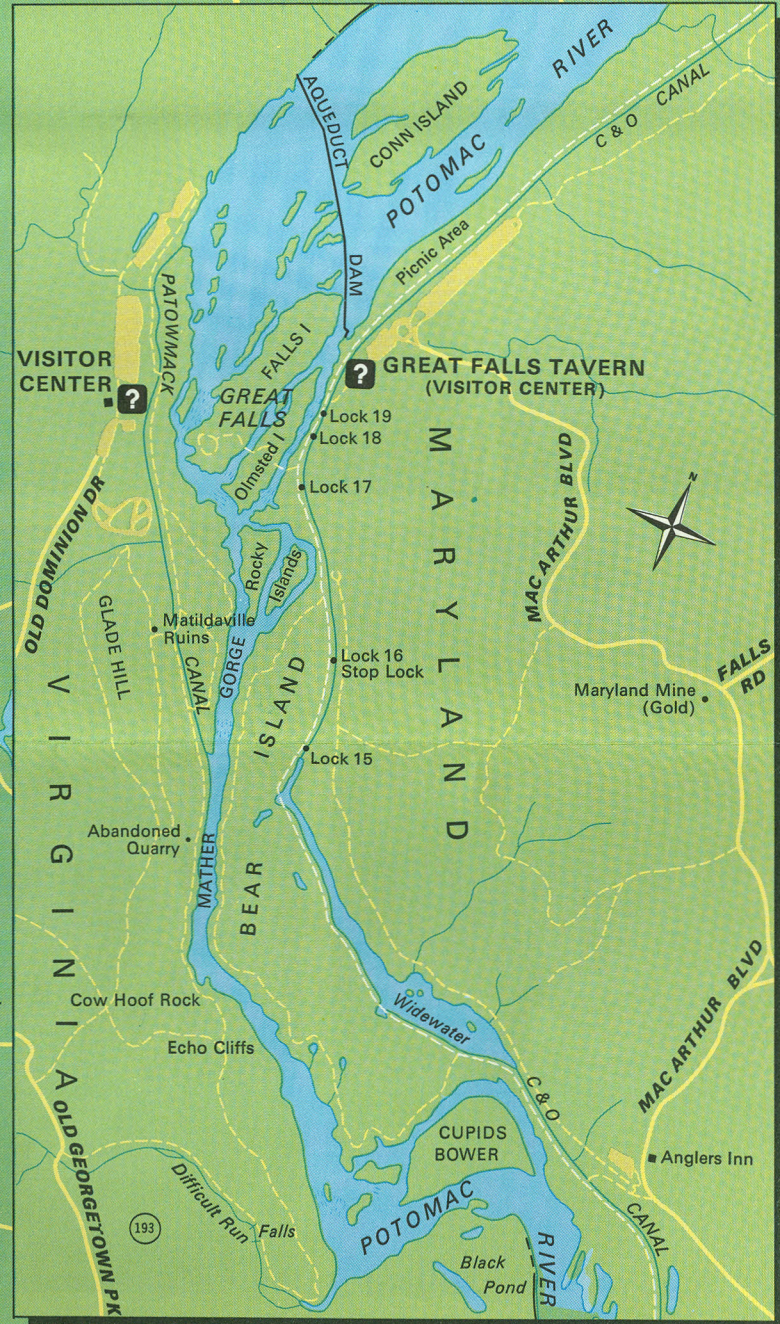 RIVER
AQUEDUCT
CONN ISLAND
C & O CANAL
POTOMAC
Picnic Area
DAM
PATOWMACK
FALLS I
VISITOR
CENTER
?
?
GREAT FALLS TAVERN
(VISITOR CENTER)
GREAT
FALLS
Lock 19
Lock 18
Olmsted I
Lock 17
MARYLAND
MAC ARTHUR BLVD
N
OLD DOMINION DR
Rocky
Islands
GLADE HILL
Matildaville
Ruins
CANAL
GORGE
ISLAND
Lock 16
Stop Lock
FALLS
RD
Maryland Mine
(Gold)
VIRGINIA
Lock 15
Abandoned
Quarry
MATHER
BEAR
MAC ARTHUR BLVD
Cow Hoof Rock
Widewater
Echo Cliffs
C & O
CUPIDS
BOWER
Anglers Inn
OLD GEORGETOWN PK
Difficult Run
Falls
193
POTOMAC
CANAL
RIVER
Black
Pond